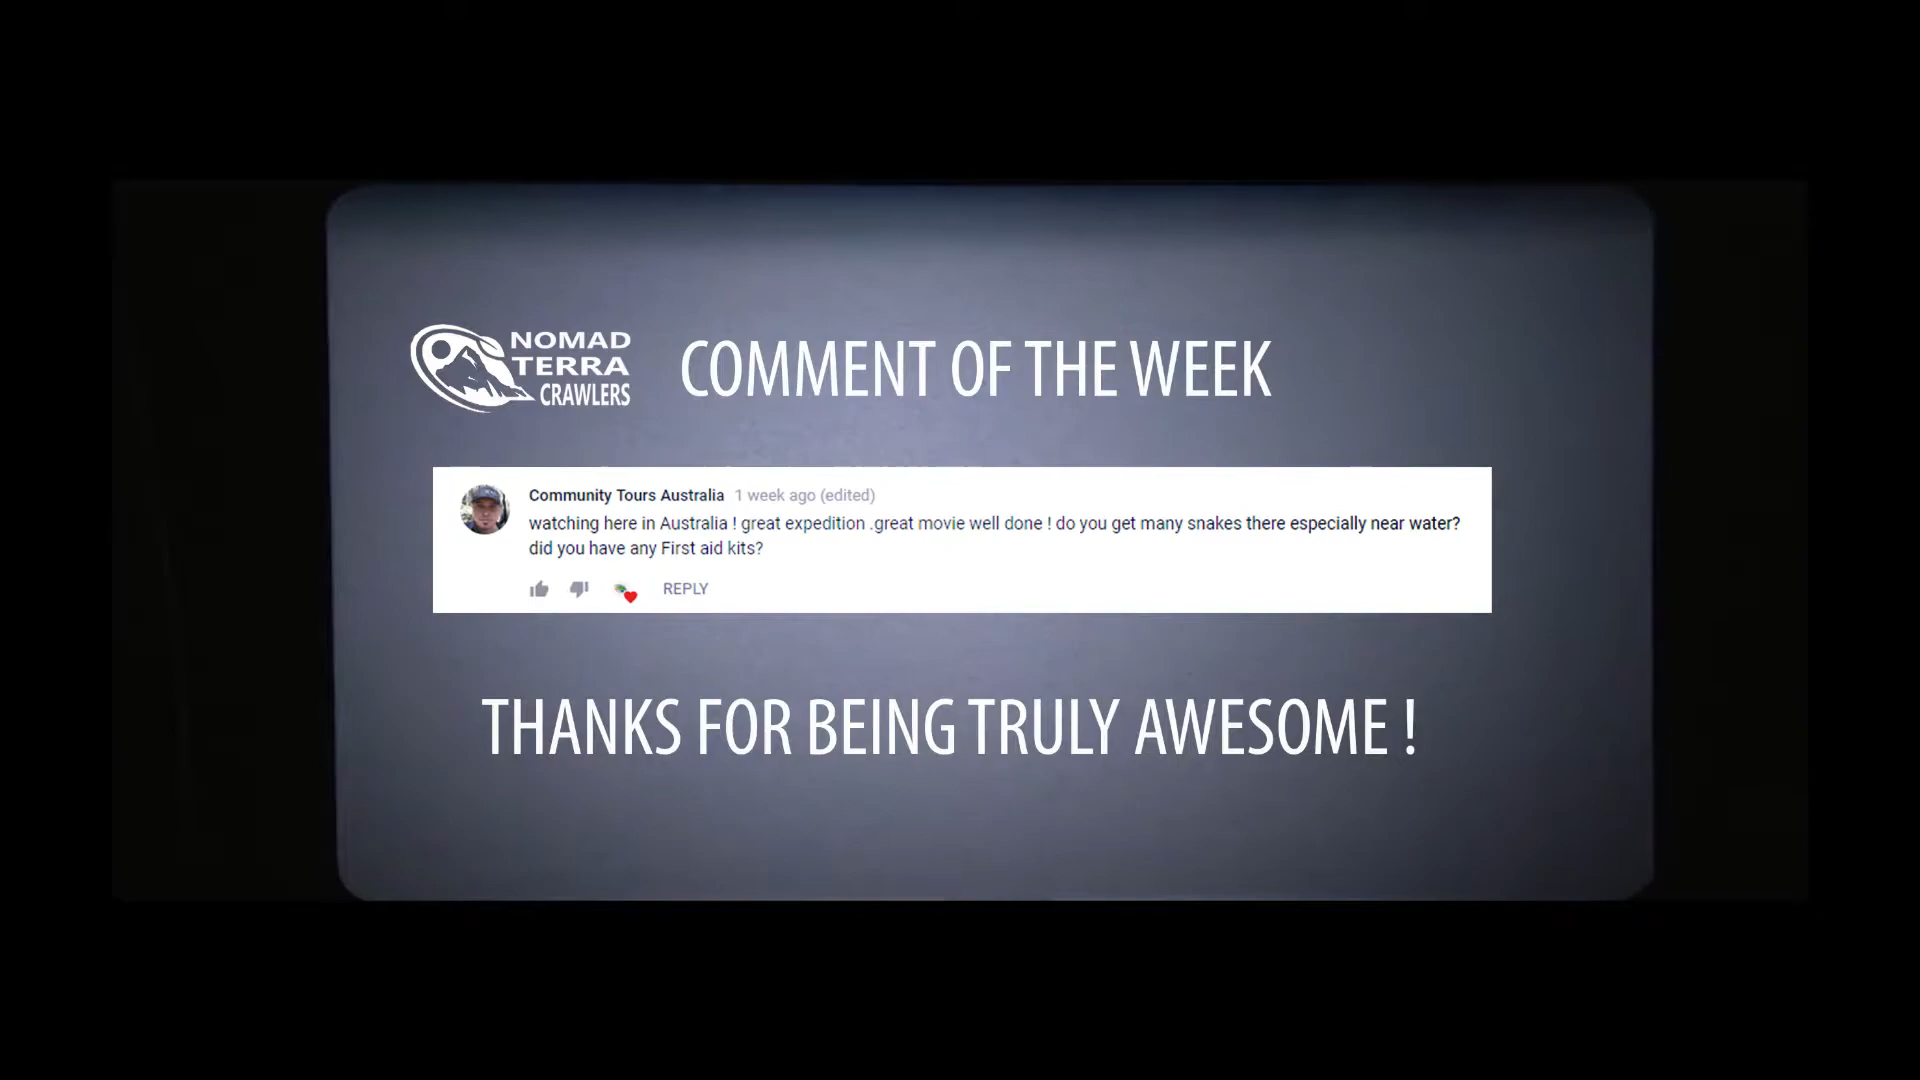 NOMAD
TERRA
CRAWLERS
COMMENT OF THE WEEK
Community Tours Australia 1 week ago (edited)
watching here in Australia ! great expedition .great movie well done ! do you get many snakes there especially near water?
did you have any First aid kits?
REPLY
THANKS FOR BEING TRULY AWESOME !